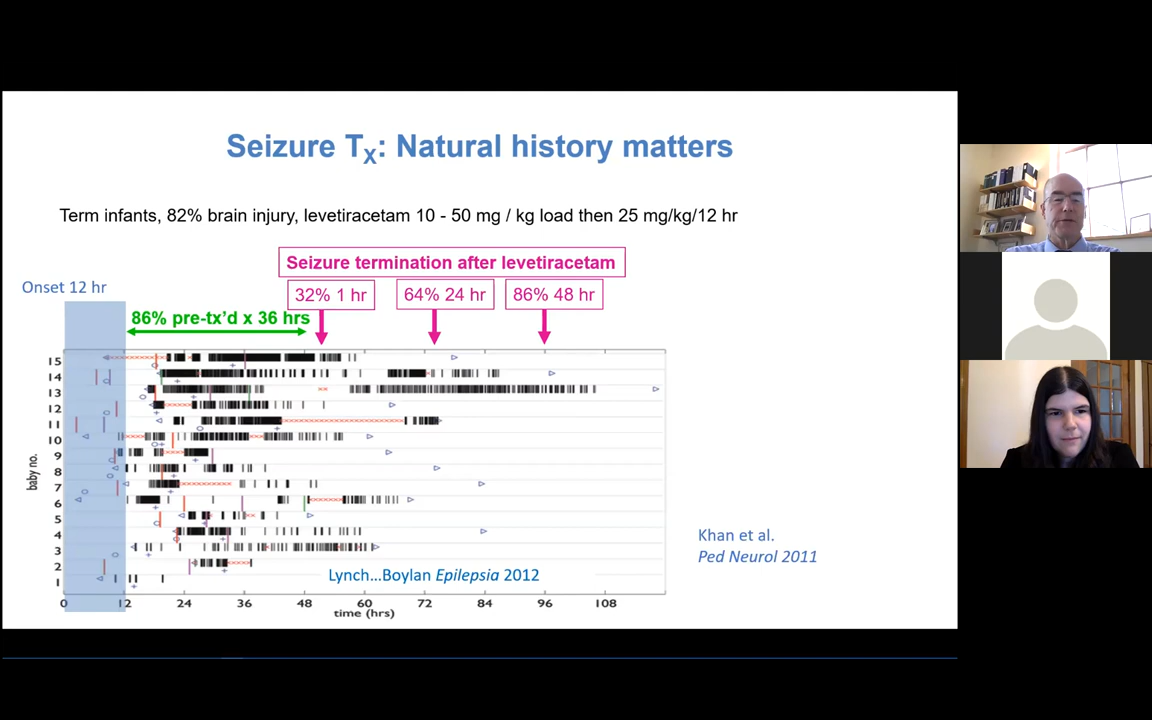 Seizure TX: Natural history matters
Term infants, 82% brain injury, levetiracetam 10 - 50 mg / kg load then 25 mg/kg/12 hr
Seizure termination after levetiracetam
Onset 12 hr
32% 1 hr
64% 24 hr
86% 48 hr
86% pre-tx'd x 36 hrs
15
14
13
12
11
10
9
8
7
6
5
4
3
2
1
baby no.
Khan et al.
Ped Neurol 2011
Lynch...Boylan Epilepsia 2012
0 12 24 36 48 60 72 84 96 108
time (hrs)